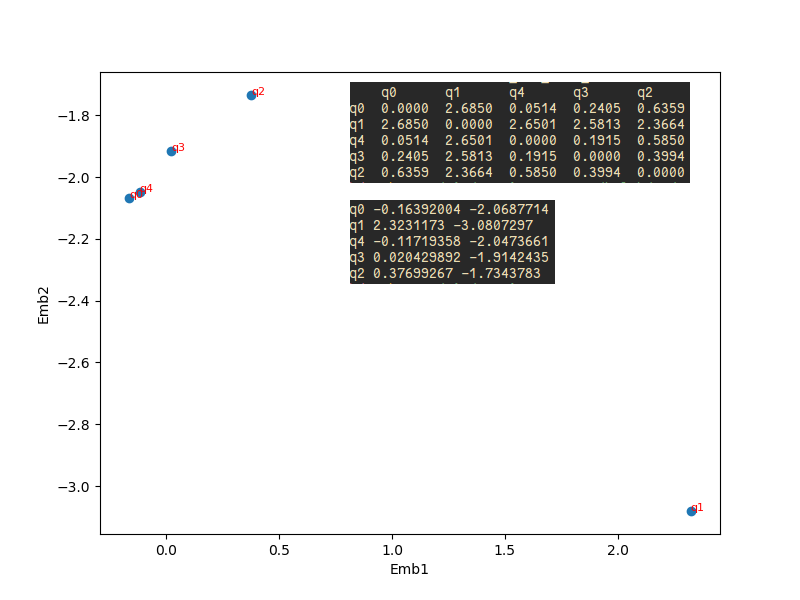 q2
q3
q4
q1
q0 q1 q4 q3 q2
q0 0.0000 2.6850 0.0514 0.2405 0.6359
q1 2.6850 0.0000 2.6501 2.5813 2.3664
q4 0.0514 2.6501 0.0000 0.1915 0.5850
q3 0.2405 2.5813 0.1915 0.0000 0.3994
q2 0.6359 2.3664 0.5850 0.3994 0.0000
q0 -0.16392004 -2.0687714
q1 2.3231173 -3.0807297
q4 -0.11719358 -2.0473661
q3 0.020429892 -1.9142435
q2 0.37699267 -1.7343783
−1.8
−2.0
−2.2
−2.4
−2.6
−2.8
−3.0
Emb2
0.0 0.5 1.0 1.5 2.0
Emb1